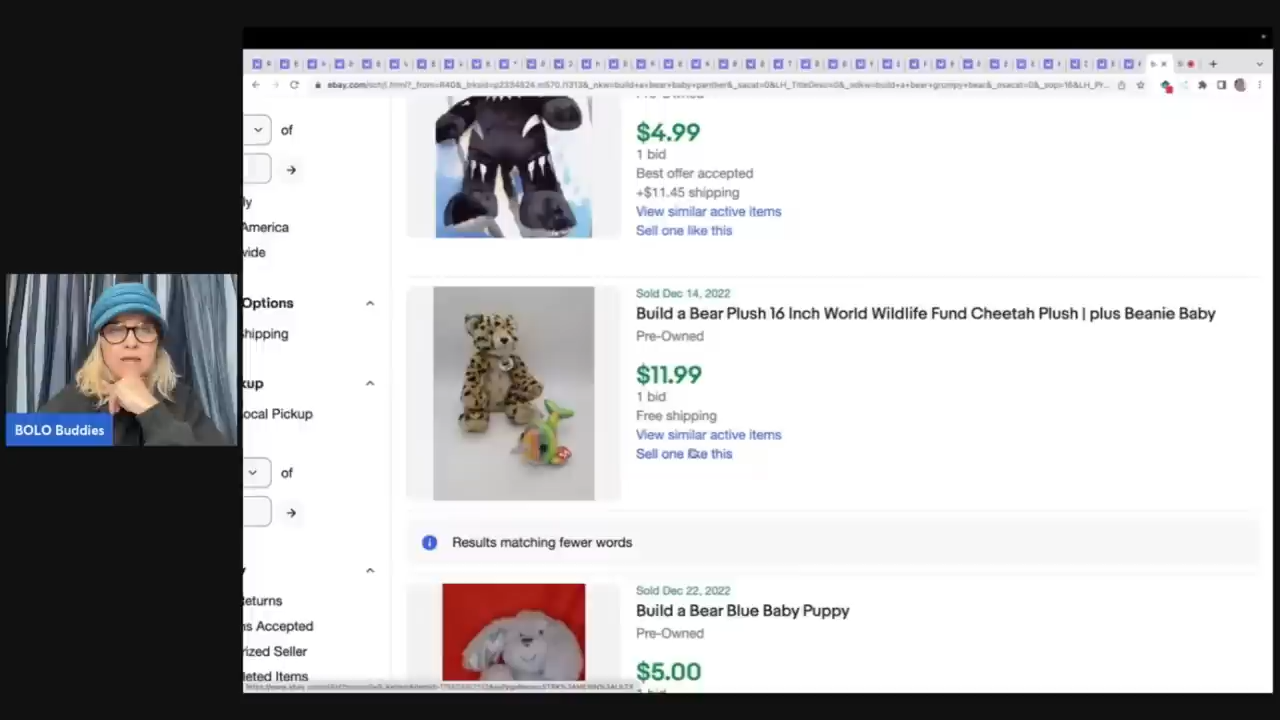 $4.99
1 bid
Best offer accepted
+$11.45 shipping
View similar active items
Sell one like this
of
America
Options
hipping
ocal Pickup
of
eturns
ns Accepted
rized Seller
leted Items
Sold Dec 14, 2022
Build a Bear Plush 16 Inch World Wildlife Fund Cheetah Plush | plus Beanie Baby
Pre-Owned
$11.99
1 bid
Free shipping
View similar active items
Sell one like this
Results matching fewer words
Sold Dec 22, 2022
Build a Bear Blue Baby Puppy
Pre-Owned
$5.00
BOLO Buddies